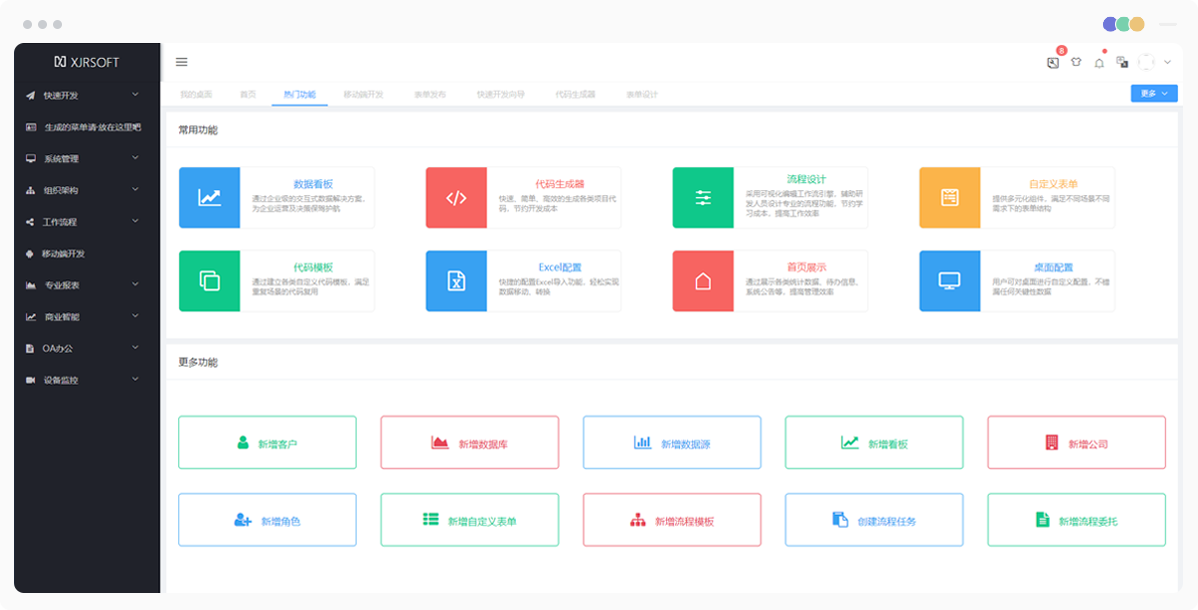 XJRSOFT
快速开发
生成的菜单请·放在这里吧
系统管理
组织架构
工作流程
移动端开发
专业报表
商业智能
OA办公
设备监控
8
我的桌面 首页 热门功能 移动端开发 表单发布 快速开发向导 代码生成器 表单设计 更多
常用功能
数据看板
通过企业级的交互式数据解决方案,
为企业运营及决策保驾护航
代码生成器
快速、简单、高效的生成各类项目代
码，节约开发成本
流程设计
采用可视化编辑工作流引擎，辅助研
发人员设计专业的流程功能，节约学
习成本，提高工作效率
自定义表单
提供多元化组件，满足不同场景不同
需求下的表单结构
代码模板
通过建立各类自定义代码模板，满足
重复场景的代码复用
Excel配置
快捷的配置Excel导入功能，轻松实现
数据移动、转换
首页展示
通过展示各类统计数据、待办信息、
系统公告等，提高管理效率
桌面配置
用户可对桌面进行自定义配置，不错
漏任何关键性数据
更多功能
新增客户
新增数据库
新增数据源
新增看板
新增公司
新增角色
新增自定义表单
新增流程模板
创建流程任务
新增流程委托